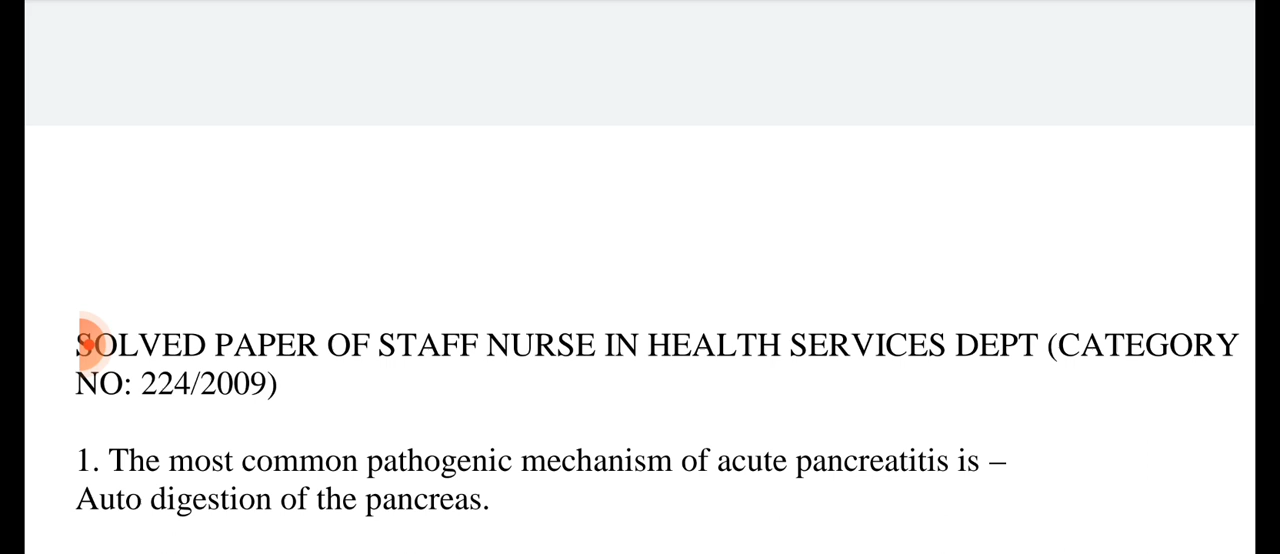 SOLVED PAPER OF STAFF NURSE IN HEALTH SERVICES DEPT (CATEGORY
NO: 224/2009)
1. The most common pathogenic mechanism of acute pancreatitis is –
Auto digestion of the pancreas.